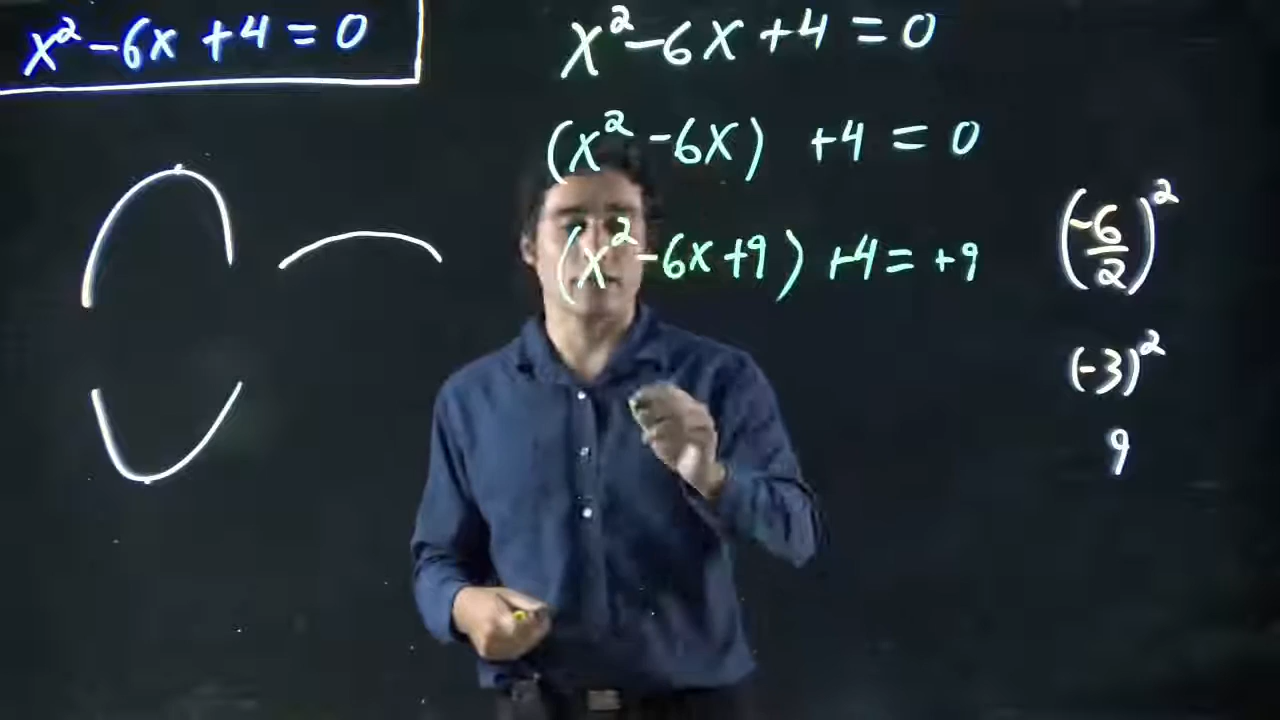 x² - 6x + 4 = 0
x² - 6x + 4 = 0
(x² - 6x) + 4 = 0
(x² - 6x + 9) + 4 = +9
(-6/2)²
(-3)²
9